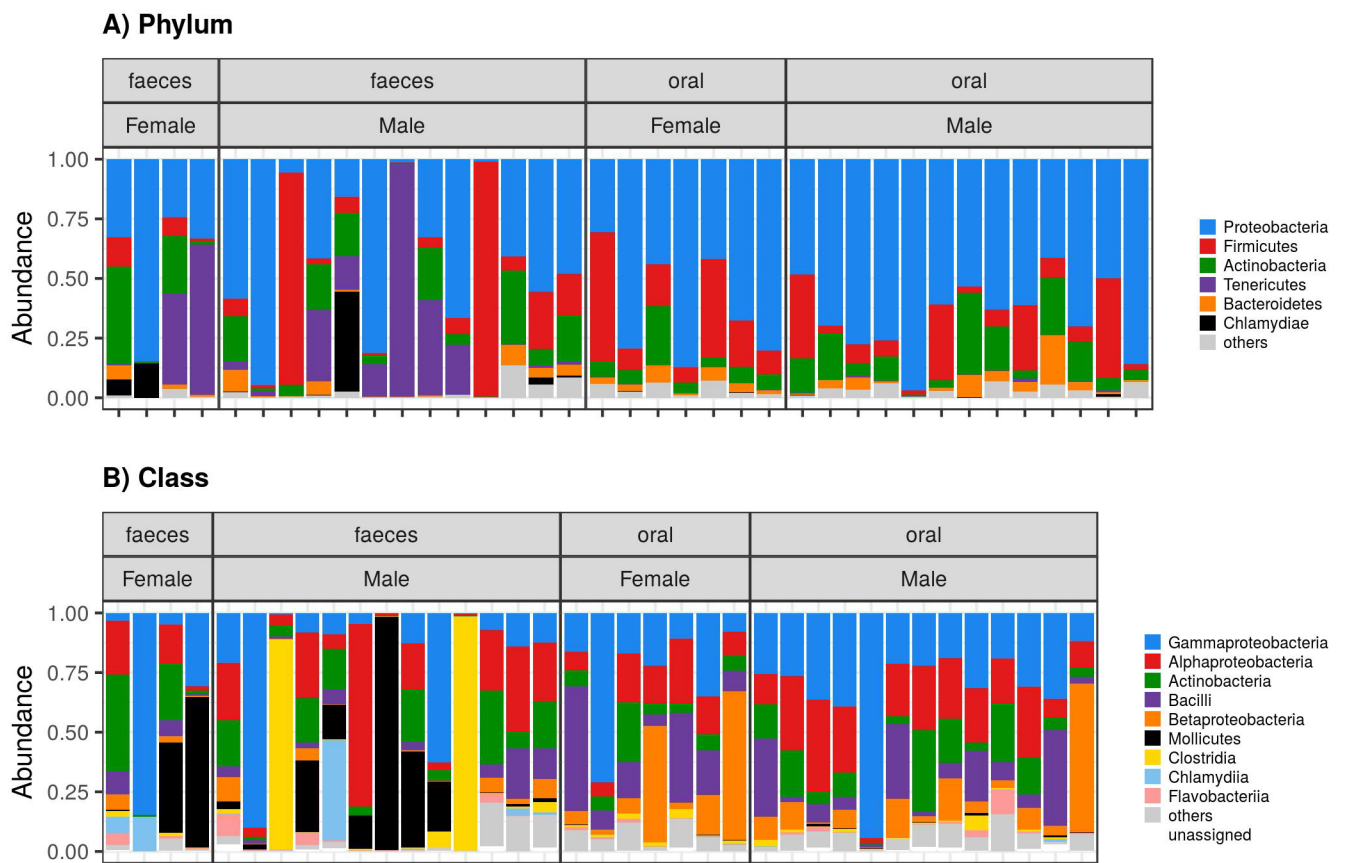 A) Phylum
faeces faeces oral oral
Female Male Female Male
1.00
0.75
0.50
0.25
0.00
Abundance
Proteobacteria
Firmicutes
Actinobacteria
Tenericutes
Bacteroidetes
Chlamydiae
others
B) Class
faeces faeces oral oral
Female Male Female Male
1.00
0.75
0.50
0.25
0.00
Abundance
Gammaproteobacteria
Alphaproteobacteria
Actinobacteria
Bacilli
Betaproteobacteria
Mollicutes
Clostridia
Chlamydiia
Flavobacteriia
others
unassigned